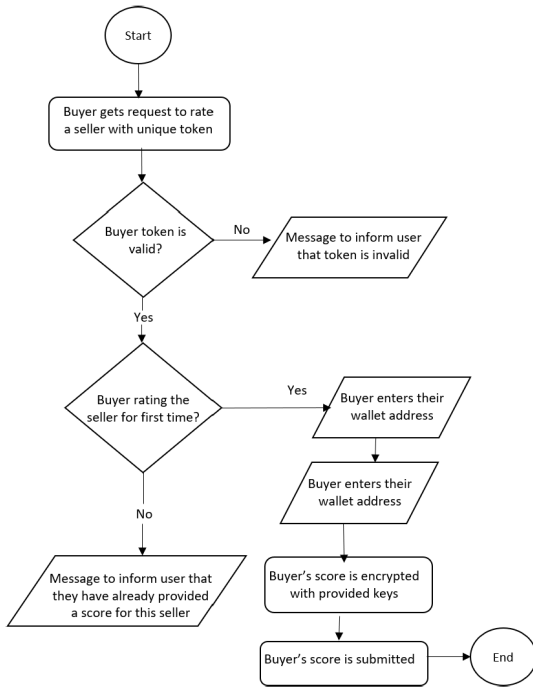 Start
Buyer gets request to rate
a seller with unique token
Buyer token is
valid?
No
Message to inform user
that token is invalid
Yes
Buyer rating the
seller for first time?
Yes
Buyer enters their
wallet address
Buyer enters their
wallet address
No
Message to inform user that
they have already provided
a score for this seller
Buyer’s score is encrypted
with provided keys
Buyer’s score is submitted
End